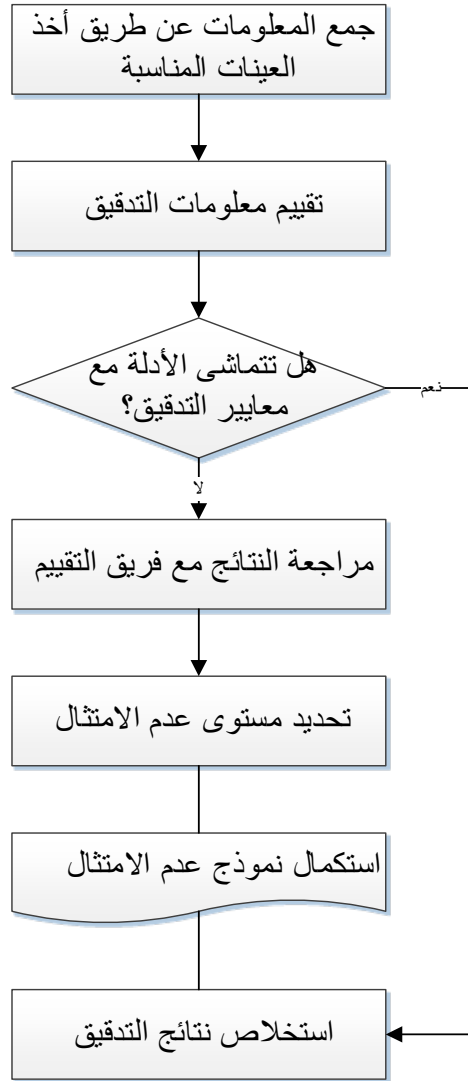 جمع المعلومات عن طريق أخذ
العينات المناسبة
تقييم معلومات التدقيق
هل تتماشى الأدلة مع
معايير التدقيق؟
نعم
لا
مراجعة النتائج مع فريق التقييم
تحديد مستوى عدم الامتثال
استكمال نموذج عدم الامتثال
استخلاص نتائج التدقيق